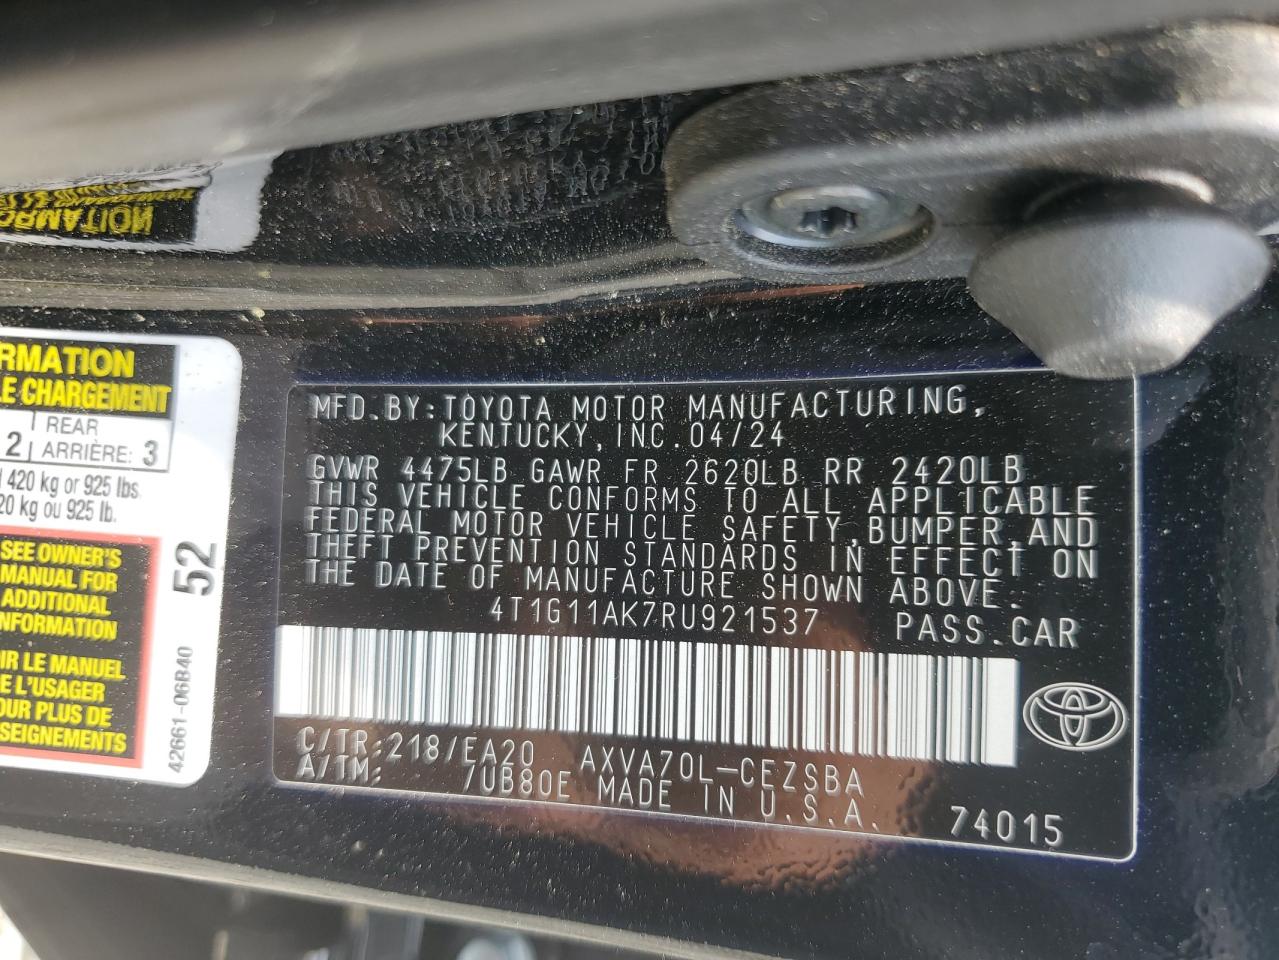 RMATION
LE CHARGEMENT
2 REAR
ARRIÈRE: 3
420 kg or 925 lbs.
20 kg ou 925 lb.
SEE OWNER'S
MANUAL FOR
ADDITIONAL
INFORMATION
IR LE MANUEL
E L'USAGER
OUR PLUS DE
SEIGNEMENTS
52
42661-06B40
MFD.BY:TOYOTA MOTOR MANUFACTURING,
KENTUCKY,INC.04/24
GVWR 4475LB GAWR FR 2620LB RR 2420LB
THIS VEHICLE CONFORMS TO ALL APPLICABLE
FEDERAL MOTOR VEHICLE SAFETY,BUMPER,AND
THEFT PREVENTION STANDARDS IN EFFECT ON
THE DATE OF MANUFACTURE SHOWN ABOVE.
4T1G11AK7RU921537 PASS.CAR
C/TR:218/EA20 AXVA70L-CEZSBA
A/TM: /UB80E MADE IN U.S.A.
74015